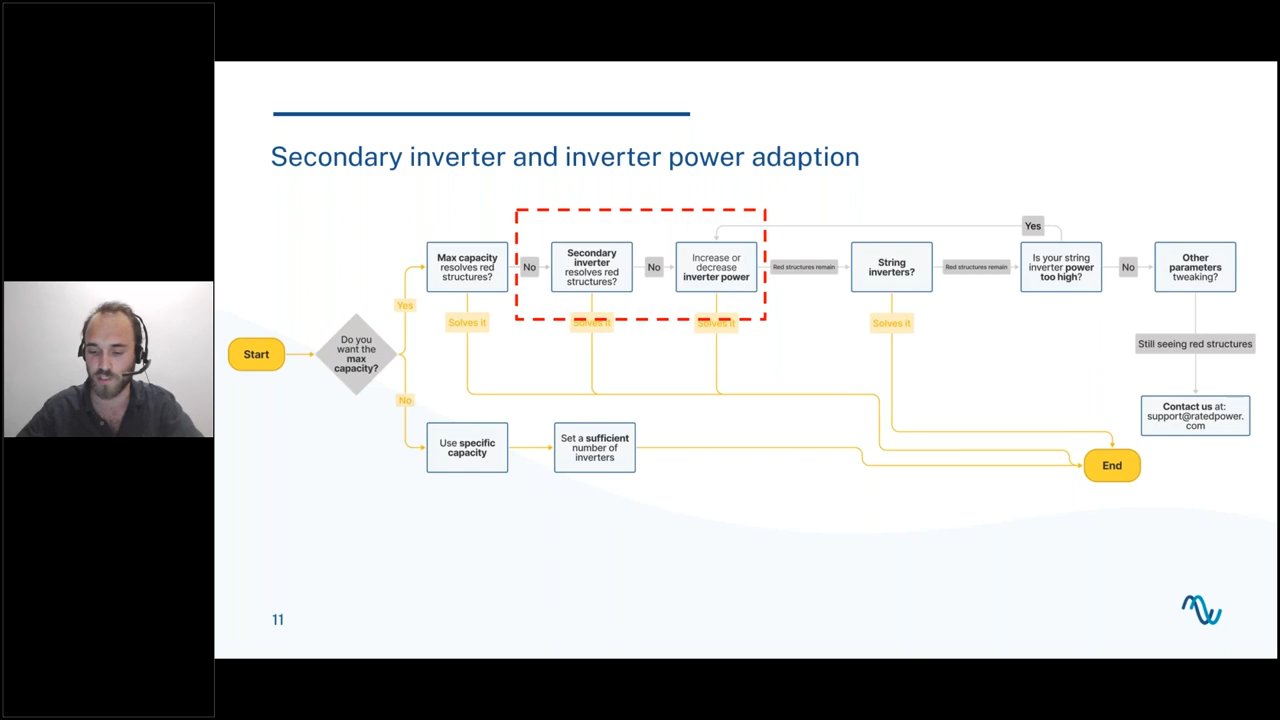 Secondary inverter and inverter power adaption
Yes
Max capacity
resolves red
structures?
No
Secondary
inverter
resolves red
structures?
No
Increase or
decrease
inverter power
Red structures remain
String
inverters?
Red structures remain
Is your string
inverter power
too high?
No
Other
parameters
tweaking?
Yes
Solves it
Solves it
Solves it
Solves it
Start
Do you
want the
max
capacity?
Still seeing red structures
No
Contact us at:
support@ratedpower.
com
Use specific
capacity
Set a sufficient
number of
inverters
End
11